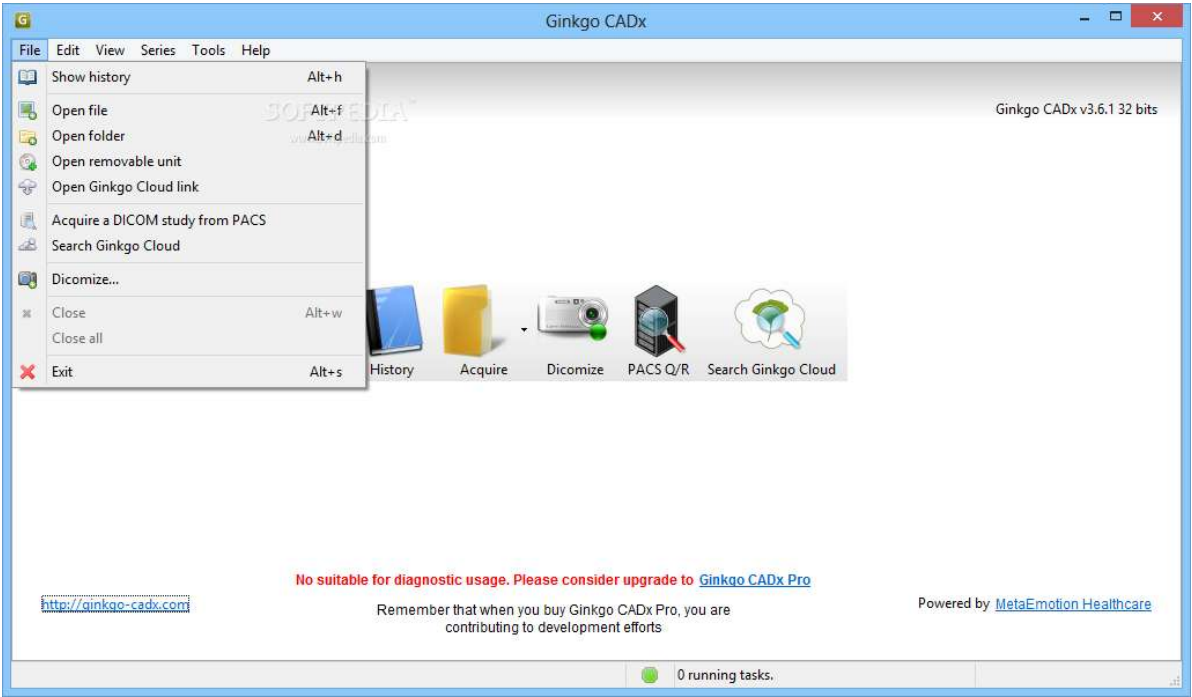 Ginkgo CADx
File Edit View Series Tools Help
Show history Alt+h
Open file Alt+f
Open folder Alt+d
Open removable unit
Open Ginkgo Cloud link
Acquire a DICOM study from PACS
Search Ginkgo Cloud
Dicomize...
Close Alt+w
Close all
Exit Alt+s
SOFTPEDIA
Ginkgo CADx v3.6.1 32 bits
History Acquire Dicomize PACS Q/R Search Ginkgo Cloud
No suitable for diagnostic usage. Please consider upgrade to Ginkgo CADx Pro
http://ginkgo-cadx.com
Remember that when you buy Ginkgo CADx Pro, you are
contributing to development efforts
Powered by MetaEmotion Healthcare
0 running tasks.